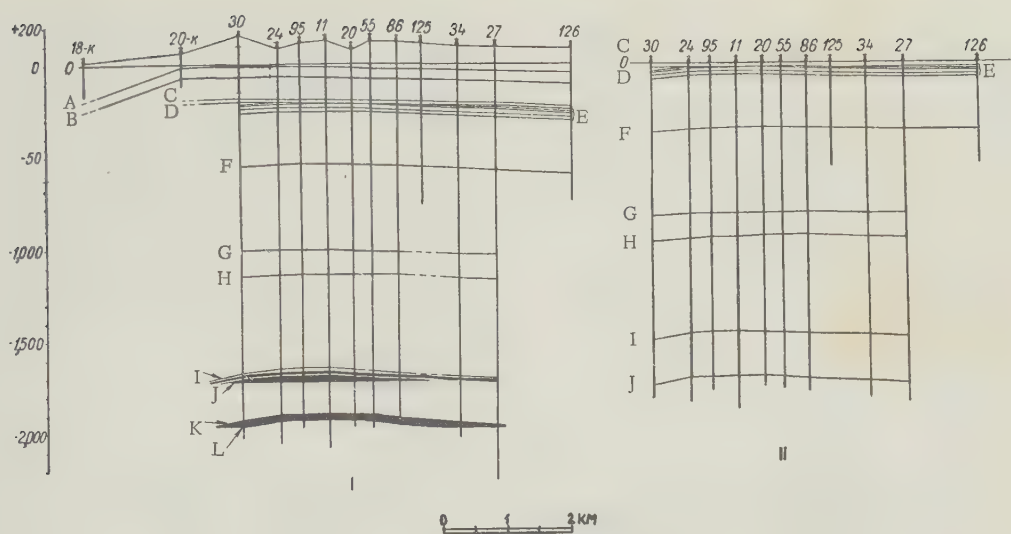 +200
0
-50
-1,000
-1,500
-2,000
18-к 20-к 30 24 95 11 20 55 86 125 34 27 126
0
A
B
C
D
E
F
G
H
I
J
K
L
I
C 30 24 95 11 20 55 86 125 34 27 126
0
D
E
F
G
H
I
J
II
0 1 2 КМ